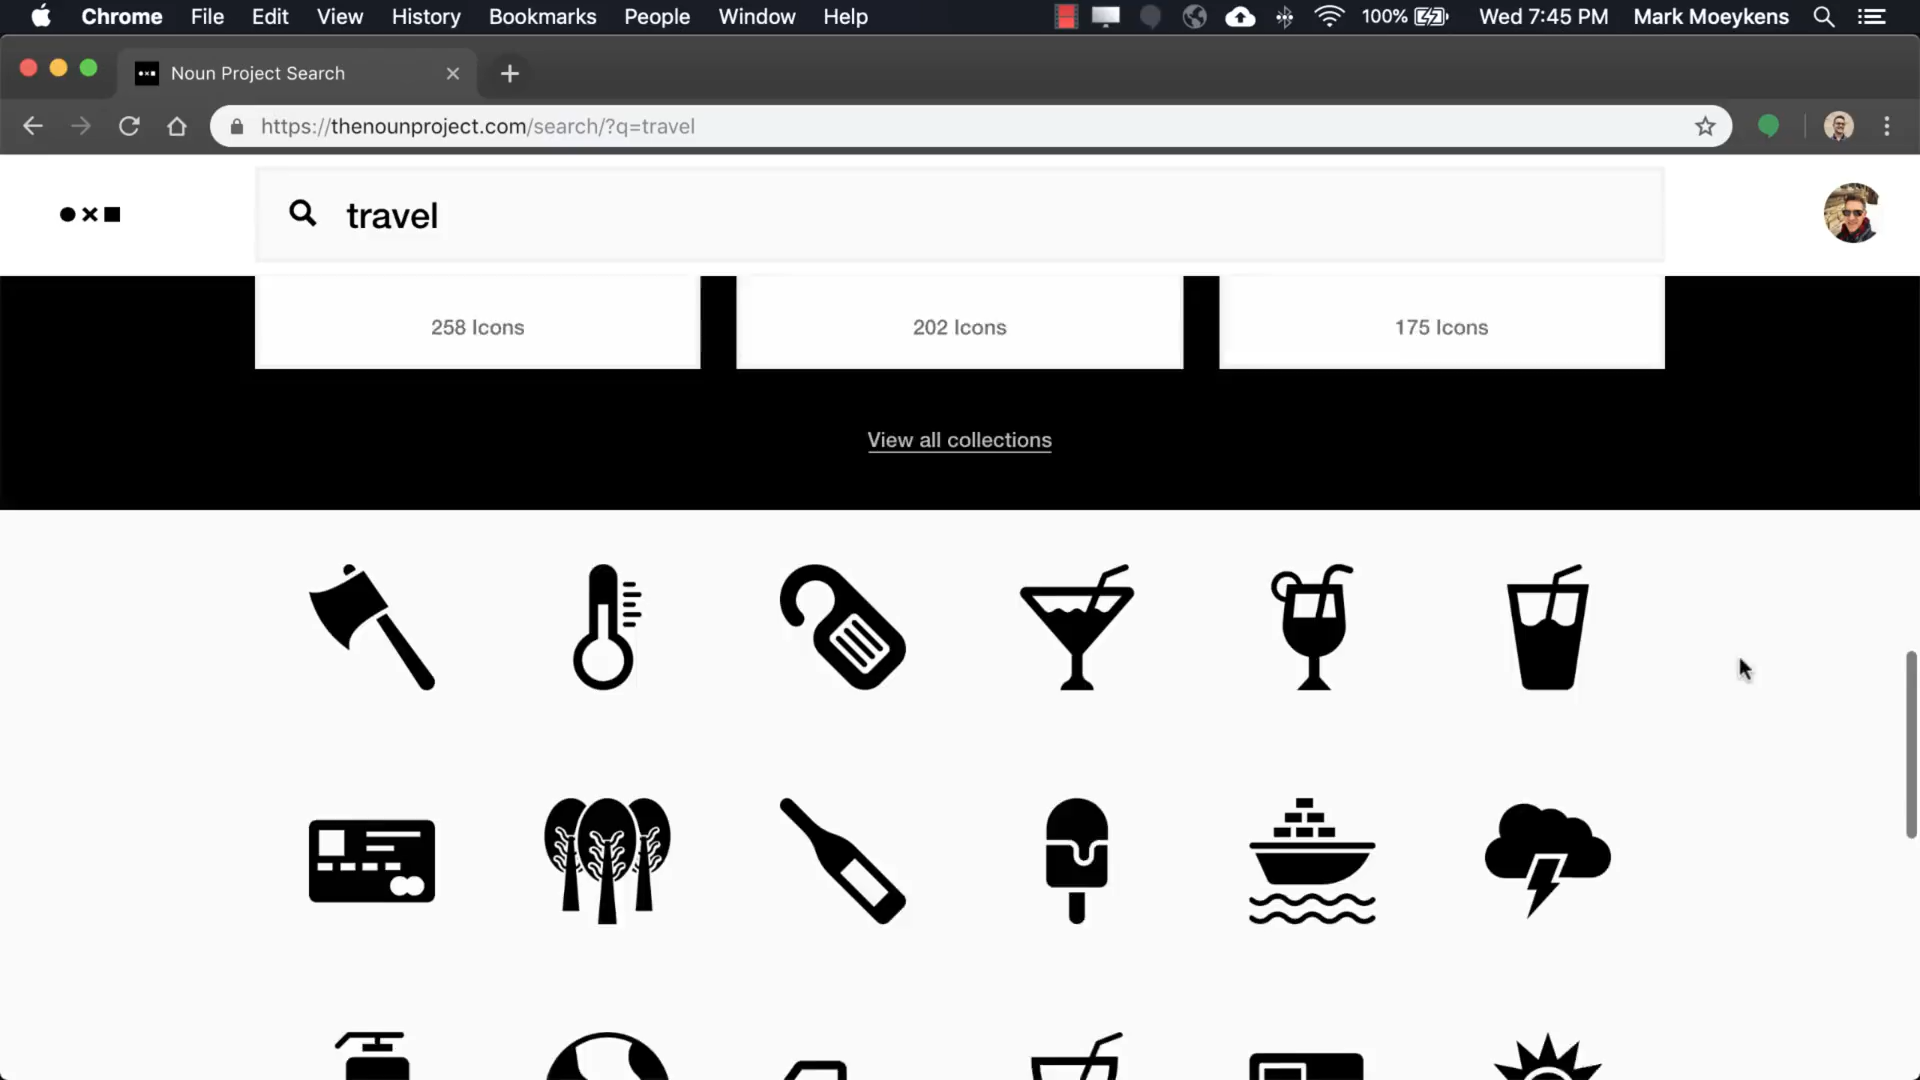 Chrome File Edit View History Bookmarks People Window Help 100% Wed 7:45 PM Mark Moeykens
Noun Project Search
https://thenounproject.com/search/?q=travel
travel
258 Icons 202 Icons 175 Icons
View all collections